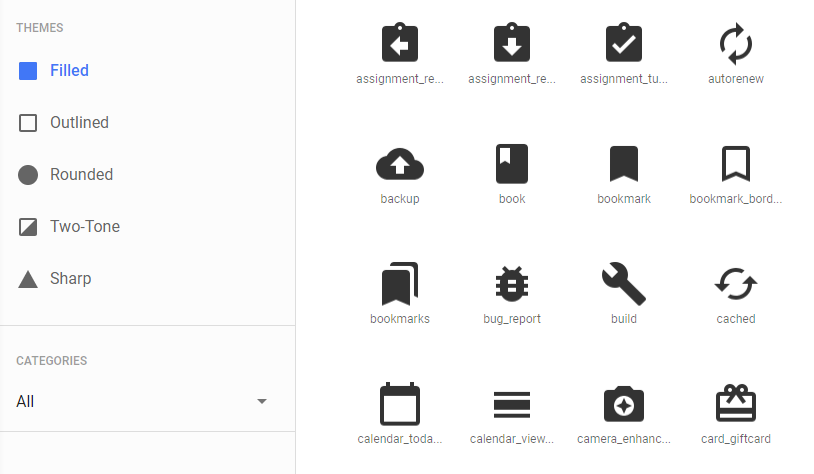 THEMES
Filled
Outlined
Rounded
Two-Tone
Sharp
CATEGORIES
All
assignment_re...
assignment_re...
assignment_tu...
autorenew
backup
book
bookmark
bookmark_bord...
bookmarks
bug_report
build
cached
calendar_toda...
calendar_view...
camera_enhanc...
card_giftcard